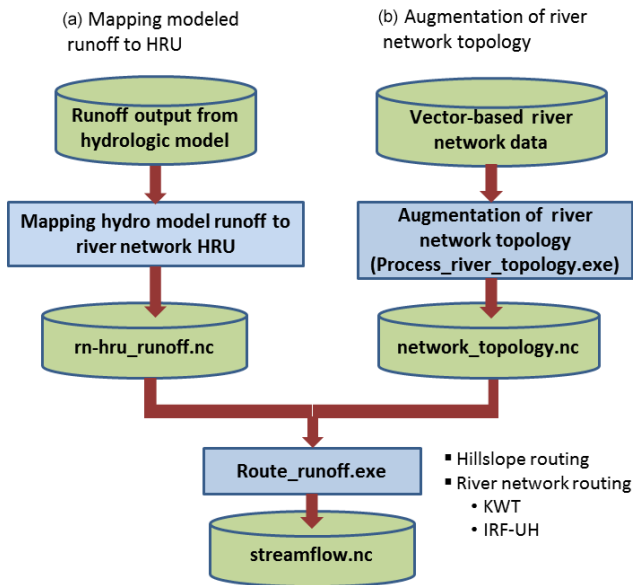 (a) Mapping modeled
runoff to HRU
(b) Augmentation of river
network topology
Runoff output from
hydrologic model
Vector-based river
network data
Mapping hydro model runoff to
river network HRU
Augmentation of river
network topology
(Process_river_topology.exe)
rn-hru_runoff.nc
network_topology.nc
Route_runoff.exe
▪ Hillslope routing
▪ River network routing
• KWT
• IRF-UH
streamflow.nc